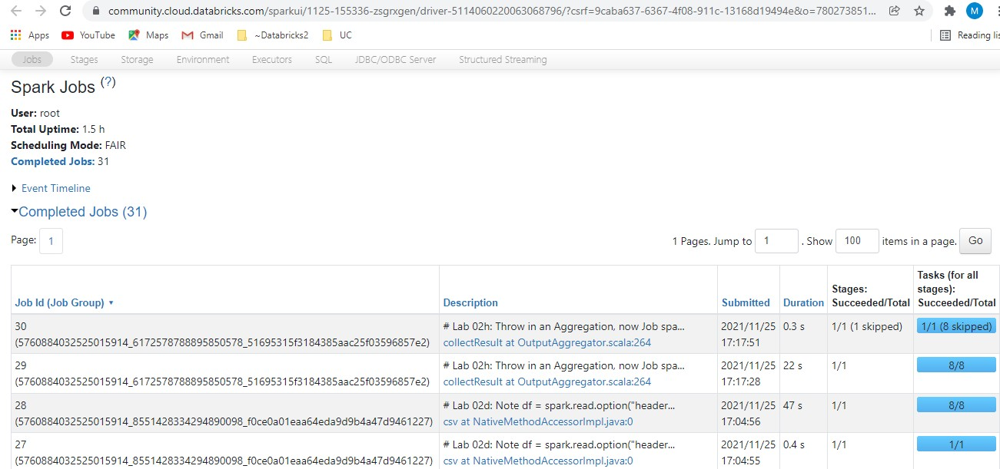 community.cloud.databricks.com/sparkui/1125-155336-zsgrxgen/driver-5114060220063068796/?csrf=9caba637-6367-4f08-911c-13168d19494e&o=780273851...
M
Apps YouTube Maps Gmail ~Databricks2 UC Reading lis
Jobs Stages Storage Environment Executors SQL JDBC/ODBC Server Structured Streaming
Spark Jobs (?)
User: root
Total Uptime: 1.5 h
Scheduling Mode: FAIR
Completed Jobs: 31
Event Timeline
Completed Jobs (31)
Page: 1 1 Pages. Jump to 1 . Show 100 items in a page. Go
Job Id (Job Group) ▾ Description Submitted Duration Stages: Succeeded/Total Tasks (for all stages): Succeeded/Total
30 # Lab 02h: Throw in an Aggregation, now Job spa... 2021/11/25 0.3 s 1/1 (1 skipped) 1/1 (8 skipped)
(5760884032525015914_6172578788895850578_51695315f3184385aac25f03596857e2) collectResult at OutputAggregator.scala:264 17:17:51
29 # Lab 02h: Throw in an Aggregation, now Job spa... 2021/11/25 22 s 1/1 8/8
(5760884032525015914_6172578788895850578_51695315f3184385aac25f03596857e2) collectResult at OutputAggregator.scala:264 17:17:28
28 # Lab 02d: Note df = spark.read.option("header... 2021/11/25 47 s 1/1 8/8
(5760884032525015914_8551428334294890098_f0ce0a01eaa64eda9d9b4a47d9461227) csv at NativeMethodAccessorImpl.java:0 17:04:56
27 # Lab 02d: Note df = spark.read.option("header... 2021/11/25 0.4 s 1/1 1/1
(5760884032525015914_8551428334294890098_f0ce0a01eaa64eda9d9b4a47d9461227) csv at NativeMethodAccessorImpl.java:0 17:04:55